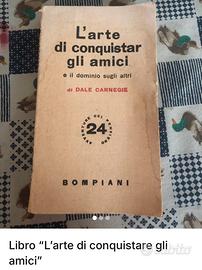 L'arte
di conquistar
gli amici
e il dominio sugli altri
di DALE CARNEGIE
24
BOMPIANI
Libro “L'arte di conquistare gli
amici”
subito